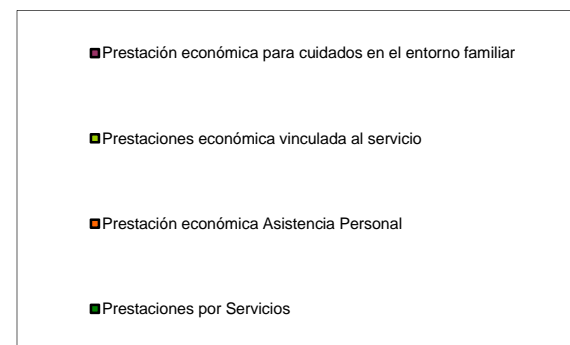 Prestación económica para cuidados en el entorno familiar
Prestaciones económica vinculada al servicio
Prestación económica Asistencia Personal
Prestaciones por Servicios